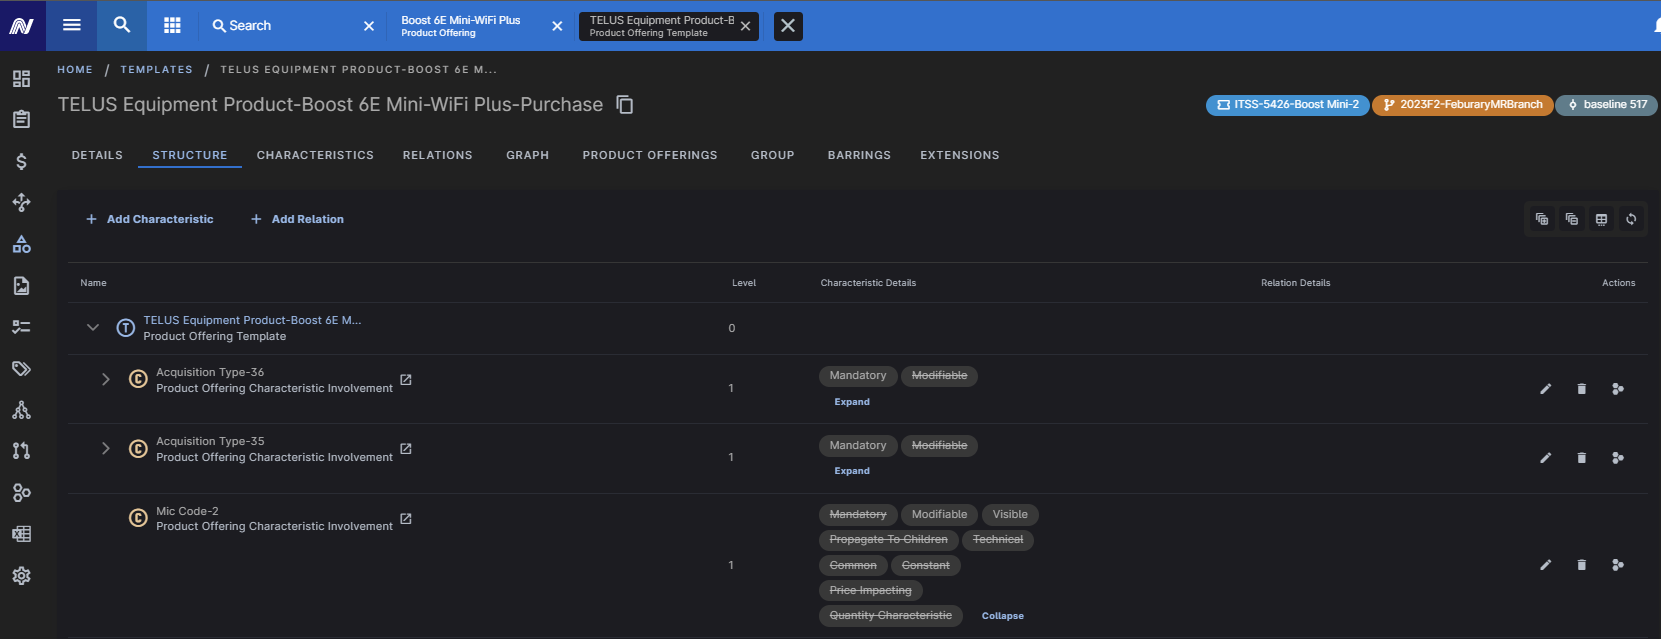 Search
Boost 6E Mini-WiFi Plus
Product Offering
TELUS Equipment Product-B
Product Offering Template
HOME / TEMPLATES / TELUS EQUIPMENT PRODUCT-BOOST 6E M...
TELUS Equipment Product-Boost 6E Mini-WiFi Plus-Purchase
ITSS-5426-Boost Mini-2
2023F2-FeburaryMRBranch
baseline 517
DETAILS STRUCTURE CHARACTERISTICS RELATIONS GRAPH PRODUCT OFFERINGS GROUP BARRINGS EXTENSIONS
+ Add Characteristic + Add Relation
Name Level Characteristic Details Relation Details Actions
T TELUS Equipment Product-Boost 6E M...
Product Offering Template
0
C Acquisition Type-36
Product Offering Characteristic Involvement
1
Mandatory Modifiable
Expand
C Acquisition Type-35
Product Offering Characteristic Involvement
1
Mandatory Modifiable
Expand
C Mic Code-2
Product Offering Characteristic Involvement
1
Mandatory Modifiable Visible
Propagate To Children Technical
Common Constant
Price Impacting
Quantity Characteristic Collapse